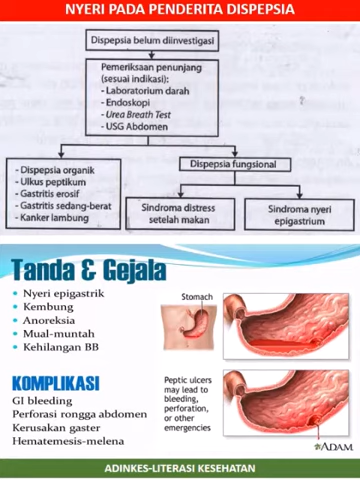 NYERI PADA PENDERITA DISPEPSIA
Dispepsia belum diinvestigasi
Pemeriksaan penunjang
(sesuai indikasi):
- Laboratorium darah
- Endoskopi
- Urea Breath Test
- USG Abdomen
- Dispepsia organik
- Ulkus peptikum
- Gastritis erosif
- Gastritis sedang-berat
- Kanker lambung
Dispepsia fungsional
Sindroma distress
setelah makan
Sindroma nyeri
epigastrium
Tanda & Gejala
• Nyeri epigastrik
• Kembung
• Anoreksia
• Mual-muntah
• Kehilangan BB
KOMPLIKASI
GI bleeding
Perforasi rongga abdomen
Kerusakan gaster
Hematemesis-melena
Stomach
Peptic ulcers
may lead to
bleeding,
perforation,
or other
emergencies
ADAM
ADINKES-LITERASI KESEHATAN